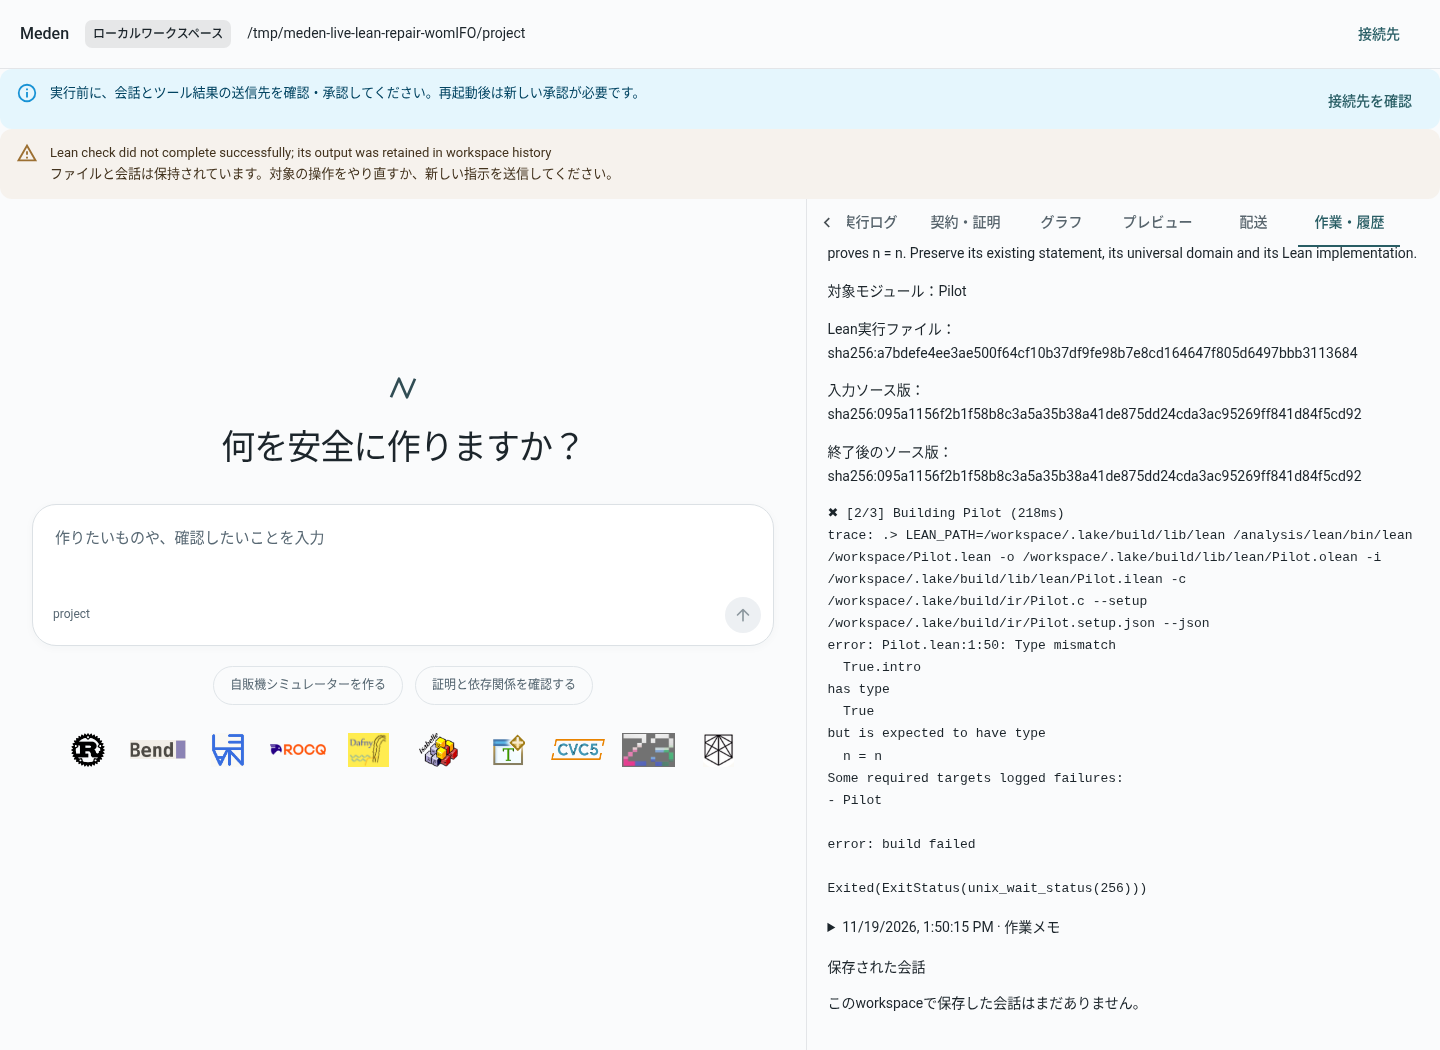 Meden ローカルワークスペース /tmp/meden-live-lean-repair-womIFO/project 接続先
実行前に、会話とツール結果の送信先を確認・承認してください。再起動後は新しい承認が必要です。 接続先を確認
Lean check did not complete successfully; its output was retained in workspace history
ファイルと会話は保持されています。対象の操作をやり直すか、新しい指示を送信してください。
何を安全に作りますか？
作りたいものや、確認したいことを入力
project
自販機シミュレーターを作る 証明と依存関係を確認する
R Bend ROCQ Dafny Isabelle T CVC5
実行ログ 契約・証明 グラフ プレビュー 配送 作業・履歴
proves n = n. Preserve its existing statement, its universal domain and its Lean implementation.
対象モジュール：Pilot
Lean実行ファイル：
sha256:a7bdefe4ee3ae500f64cf10b37df9fe98b7e8cd164647f805d6497bbb3113684
入力ソース版：
sha256:095a1156f2b1f58b8c3a5a35b38a41de875dd24cda3ac95269ff841d84f5cd92
終了後のソース版：
sha256:095a1156f2b1f58b8c3a5a35b38a41de875dd24cda3ac95269ff841d84f5cd92
✖ [2/3] Building Pilot (218ms)
trace: .> LEAN_PATH=/workspace/.lake/build/lib/lean /analysis/lean/bin/lean
/workspace/Pilot.lean -o /workspace/.lake/build/lib/lean/Pilot.olean -i
/workspace/.lake/build/lib/lean/Pilot.ilean -c
/workspace/.lake/build/ir/Pilot.c --setup
/workspace/.lake/build/ir/Pilot.setup.json --json
error: Pilot.lean:1:50: Type mismatch
True.intro
has type
True
but is expected to have type
n = n
Some required targets logged failures:
- Pilot
error: build failed
Exited(ExitStatus(unix_wait_status(256)))
▶ 11/19/2026, 1:50:15 PM · 作業メモ
保存された会話
このworkspaceで保存した会話はまだありません。